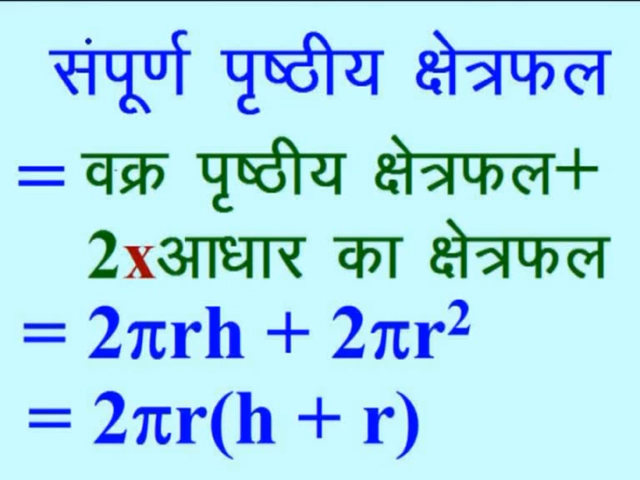 संपूर्ण पृष्ठीय क्षेत्रफल
= वक्र पृष्ठीय क्षेत्रफल+
2xआधार का क्षेत्रफल
= 2πrh + 2πr²
= 2πr(h + r)